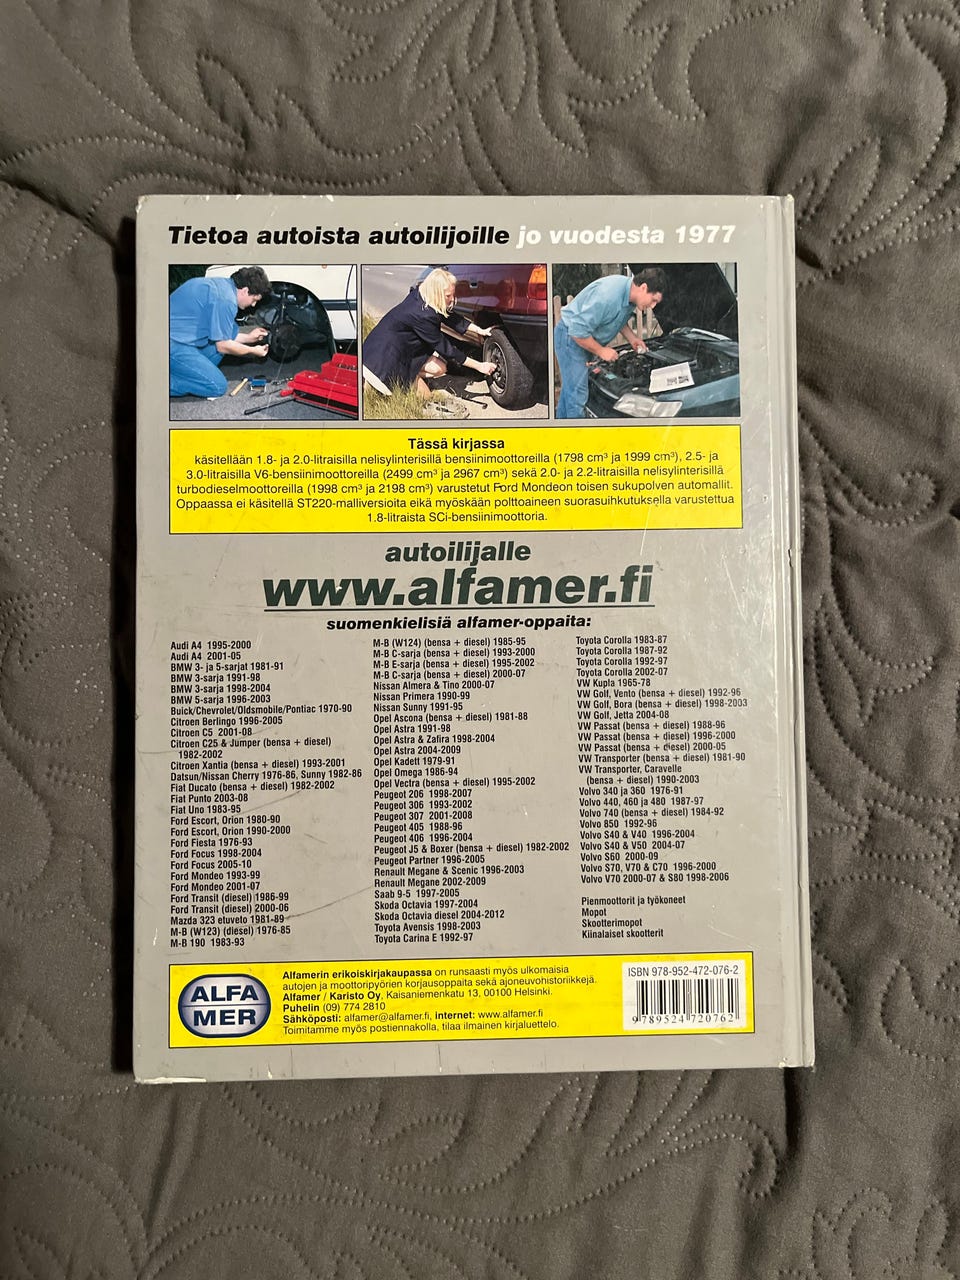 Tietoa autoista autoilijoille jo vuodesta 1977
Tässä kirjassa
käsitellään 1.8- ja 2.0-litraisilla nelisylinterisillä bensiinimoottoreilla (1798 cm³ ja 1999 cm³), 2.5- ja
3.0-litraisilla V6-bensiinimoottoreilla (2499 cm³ ja 2967 cm³) sekä 2.0- ja 2.2-litraisilla nelisylinterisillä
turbodieselmoottoreilla (1998 cm³ ja 2198 cm³) varustetut Ford Mondeon toisen sukupolven automallit.
Oppaassa ei käsitellä ST220-malliversioita eikä myöskään polttoaineen suorasuihkutuksella varustettua
1.8-litraista SCi-bensiinimoottoria.
autoilijalle
www.alfamer.fi
suomenkielisiä alfamer-oppaita:
Audi A4 1995-2000
Audi A4 2001-05
BMW 3- ja 5-sarjat 1981-91
BMW 3-sarja 1991-98
BMW 3-sarja 1998-2004
BMW 5-sarja 1996-2003
Buick/Chevrolet/Oldsmobile/Pontiac 1970-90
Citroen Berlingo 1996-2005
Citroen C5 2001-08
Citroen C25 & Jumper (bensa + diesel)
1982-2002
Citroen Xantia (bensa + diesel) 1993-2001
Datsun/Nissan Cherry 1976-86, Sunny 1982-86
Fiat Ducato (bensa + diesel) 1982-2002
Fiat Punto 2003-08
Fiat Uno 1983-95
Ford Escort, Orion 1980-90
Ford Escort, Orion 1990-2000
Ford Fiesta 1976-93
Ford Focus 1998-2004
Ford Focus 2005-10
Ford Mondeo 1993-99
Ford Mondeo 2001-07
Ford Transit (diesel) 1986-99
Ford Transit (diesel) 2000-06
Mazda 323 etuveto 1981-89
M-B (W123) (diesel) 1976-85
M-B 190 1983-93
M-B (W124) (bensa + diesel) 1985-95
M-B C-sarja (bensa + diesel) 1993-2000
M-B E-sarja (bensa + diesel) 1995-2002
M-B C-sarja (bensa + diesel) 2000-07
Nissan Almera & Tino 2000-07
Nissan Primera 1990-99
Nissan Sunny 1991-95
Opel Ascona (bensa + diesel) 1981-88
Opel Astra 1991-98
Opel Astra & Zafira 1998-2004
Opel Astra 2004-2009
Opel Kadett 1979-91
Opel Omega 1986-94
Opel Vectra (bensa + diesel) 1995-2002
Peugeot 206 1998-2007
Peugeot 306 1993-2002
Peugeot 307 2001-2008
Peugeot 405 1988-96
Peugeot 406 1996-2004
Peugeot J5 & Boxer (bensa + diesel) 1982-2002
Peugeot Partner 1996-2005
Renault Megane & Scenic 1996-2003
Renault Megane 2002-2009
Saab 9-5 1997-2005
Skoda Octavia 1997-2004
Skoda Octavia diesel 2004-2012
Toyota Avensis 1998-2003
Toyota Carina E 1992-97
Toyota Corolla 1983-87
Toyota Corolla 1987-92
Toyota Corolla 1992-97
Toyota Corolla 2002-07
VW Kupla 1965-78
VW Golf, Vento (bensa + diesel) 1992-96
VW Golf, Bora (bensa + diesel) 1998-2003
VW Golf, Jetta 2004-08
VW Passat (bensa + diesel) 1988-96
VW Passat (bensa + diesel) 1996-2000
VW Passat (bensa + diesel) 2000-05
VW Transporter (bensa + diesel) 1981-90
VW Transporter, Caravelle
(bensa + diesel) 1990-2003
Volvo 340 ja 360 1976-91
Volvo 440, 460 ja 480 1987-97
Volvo 740 (bensa + diesel) 1984-92
Volvo 850 1992-96
Volvo S40 & V40 1996-2004
Volvo S40 & V50 2004-07
Volvo S60 2000-09
Volvo S70, V70 & C70 1996-2000
Volvo V70 2000-07 & S80 1998-2006
Pienmoottorit ja työkoneet
Mopot
Skootterimopot
Kiinalaiset skootterit
ALFA
MER
Alfamerin erikoiskirjakaupassa on runsaasti myös ulkomaisia
autojen ja moottoripyörien korjausoppaita sekä ajoneuvohistoriikkejä.
Alfamer / Karisto Oy, Kaisaniemenkatu 13, 00100 Helsinki.
Puhelin (09) 774 2810
Sähköposti: alfamer@alfamer.fi, internet: www.alfamer.fi
Toimitamme myös postiennakolla, tilaa ilmainen kirjaluettelo.
ISBN 978-952-472-076-2
9 789524 720762